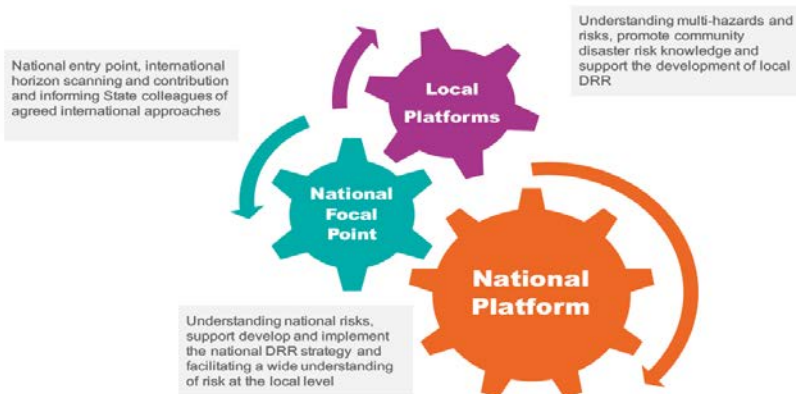 Understanding multi-hazards and
risks, promote community
disaster risk knowledge and
support the development of local
DRR
National entry point, international
horizon scanning and contribution
and informing State colleagues of
agreed international approaches
Local
Platforms
National
Focal
Point
National
Platform
Understanding national risks,
support develop and implement
the national DRR strategy and
facilitating a wide understanding
of risk at the local level